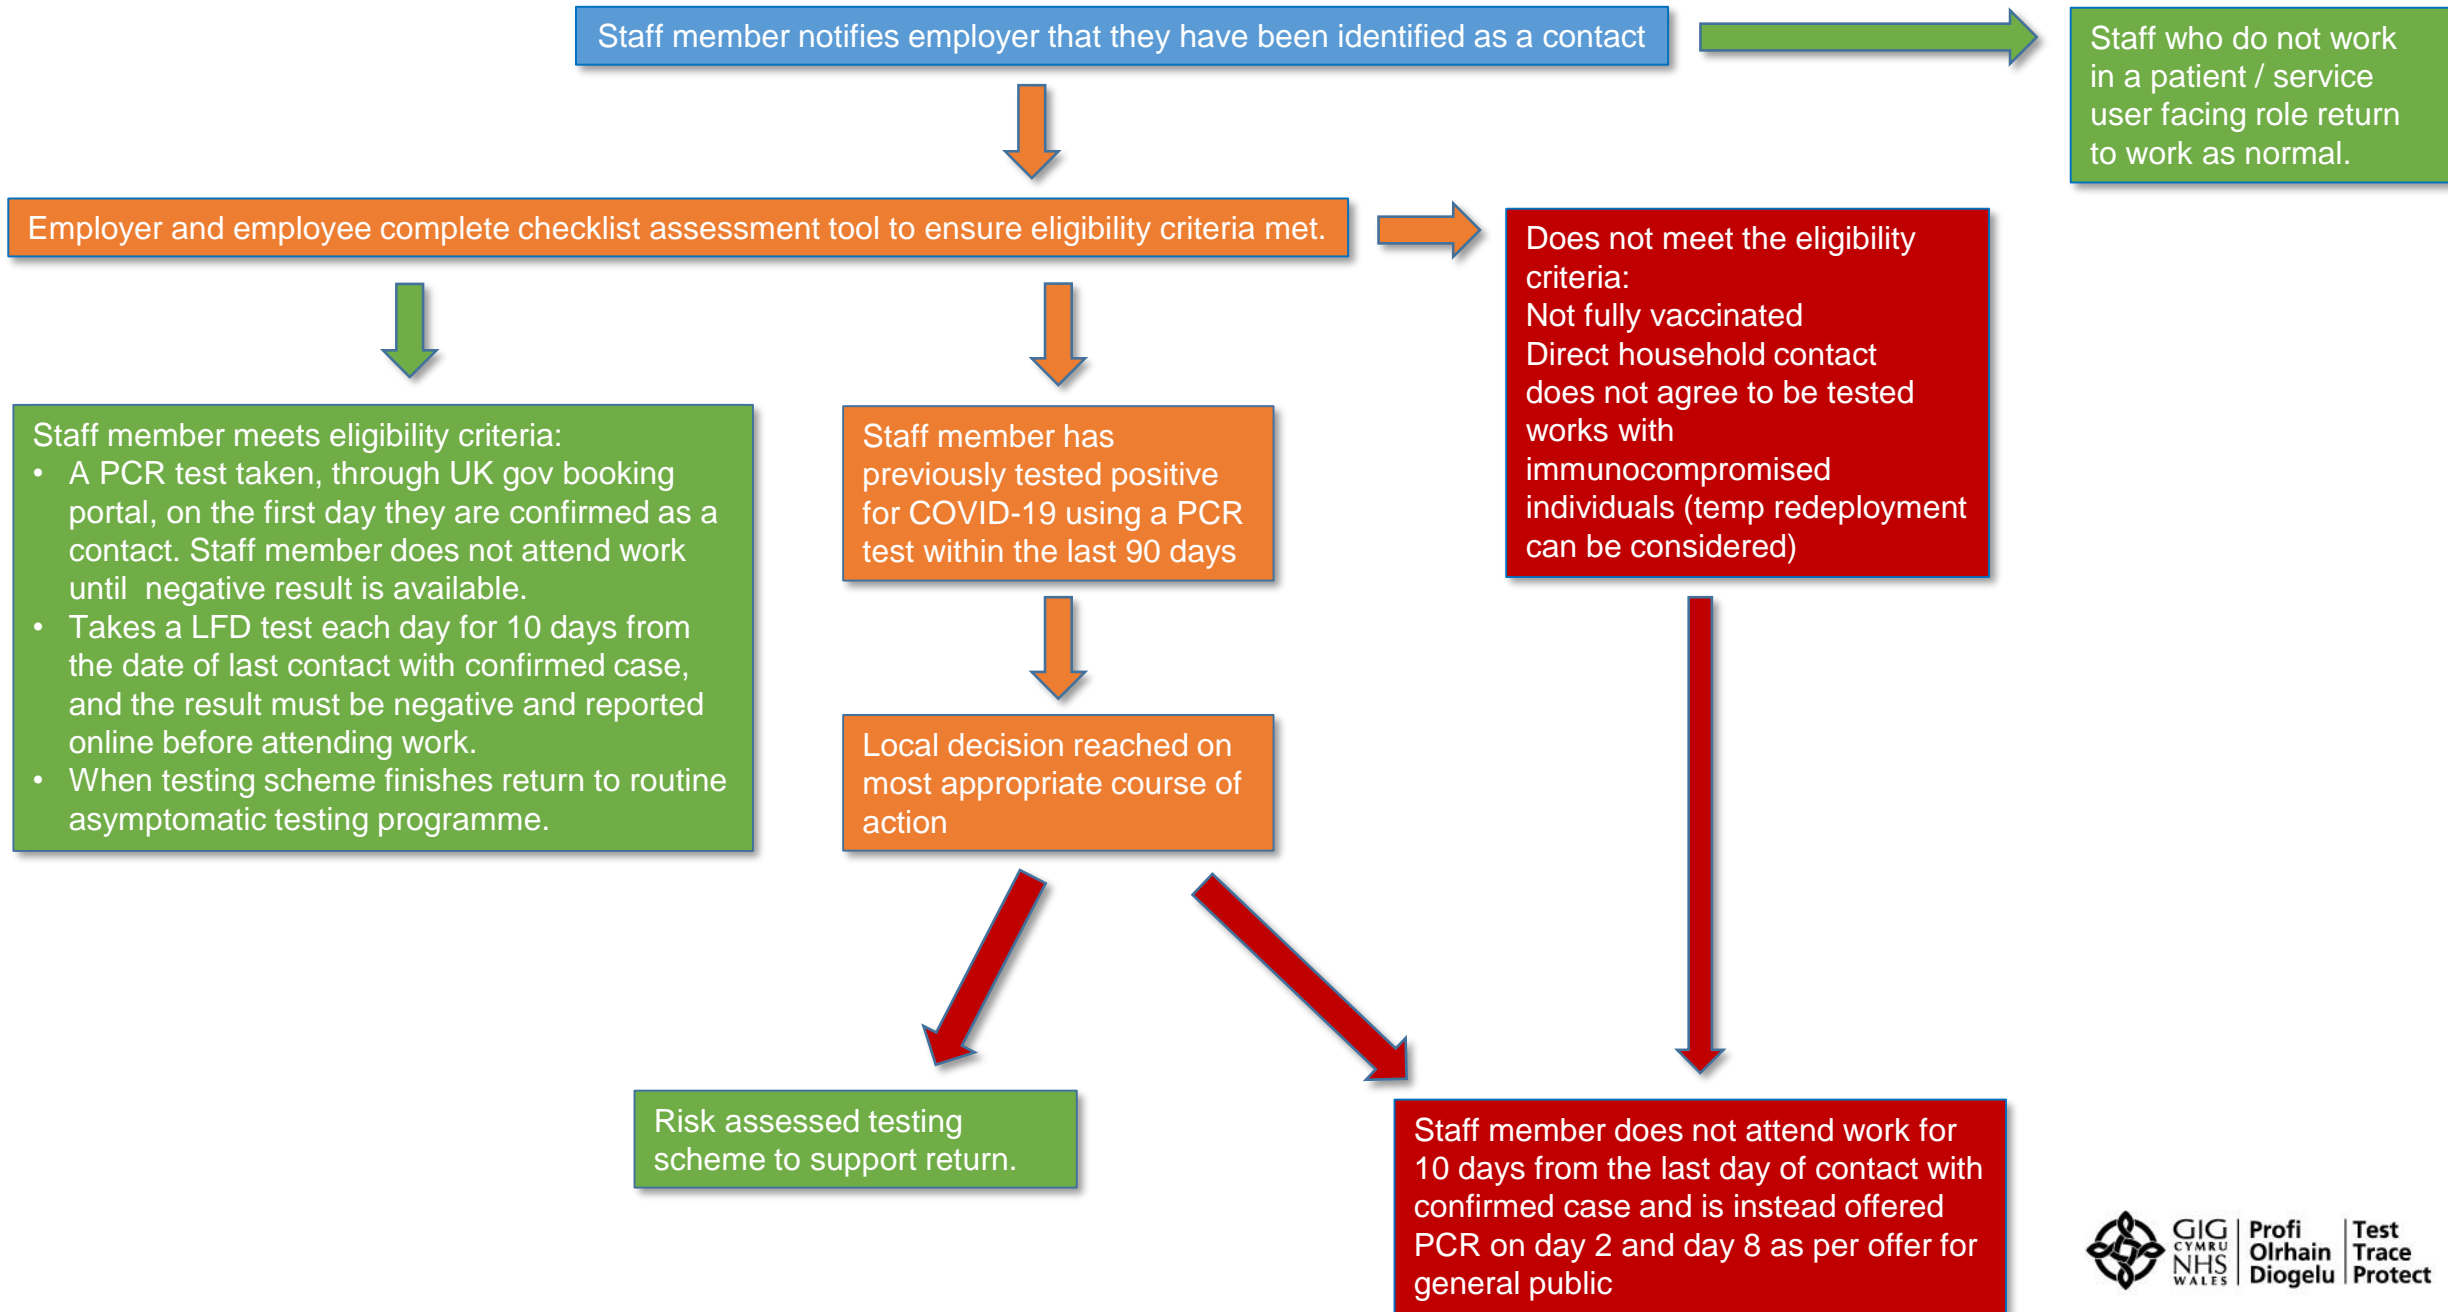 Staff member notifies employer that they have been identified as a contact
Staff who do not work
in a patient / service
user facing role return
to work as normal.
Employer and employee complete checklist assessment tool to ensure eligibility criteria met.
Does not meet the eligibility
criteria:
Not fully vaccinated
Direct household contact
does not agree to be tested
works with
immunocompromised
individuals (temp redeployment
can be considered)
Staff member meets eligibility criteria:
• A PCR test taken, through UK gov booking
portal, on the first day they are confirmed as a
contact. Staff member does not attend work
until  negative result is available.
• Takes a LFD test each day for 10 days from
the date of last contact with confirmed case,
and the result must be negative and reported
online before attending work.
• When testing scheme finishes return to routine
asymptomatic testing programme.
Staff member has
previously tested positive
for COVID-19 using a PCR
test within the last 90 days
Local decision reached on
most appropriate course of
action
Risk assessed testing
scheme to support return.
Staff member does not attend work for
10 days from the last day of contact with
confirmed case and is instead offered
PCR on day 2 and day 8 as per offer for
general public
GIG
CYMRU
NHS
WALES
Profi
Olrhain
Diogelu
Test
Trace
Protect